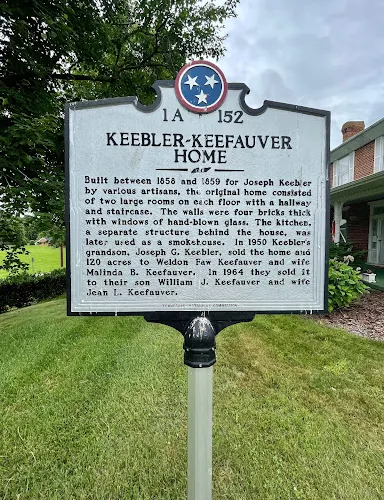 1A 152
KEEBLER-KEEFAUVER
HOME
Built between 1858 and 1859 for Joseph Keebler
by various artisans, the original home consisted
of two large rooms on each floor with a hallway
and staircase. The walls were four bricks thick
with windows of hand-blown glass. The kitchen,
a separate structure behind the house, was
later used as a smokehouse. In 1950 Keebler's
grandson, Joseph G. Keebler, sold the home and
120 acres to Weldon Faw Keefauver and wife
Malinda B. Keefauver. In 1964 they sold it
to their son William J. Keefauver and wife
Jean L. Keefauver.
TENNESSEE HISTORICAL COMMISSION